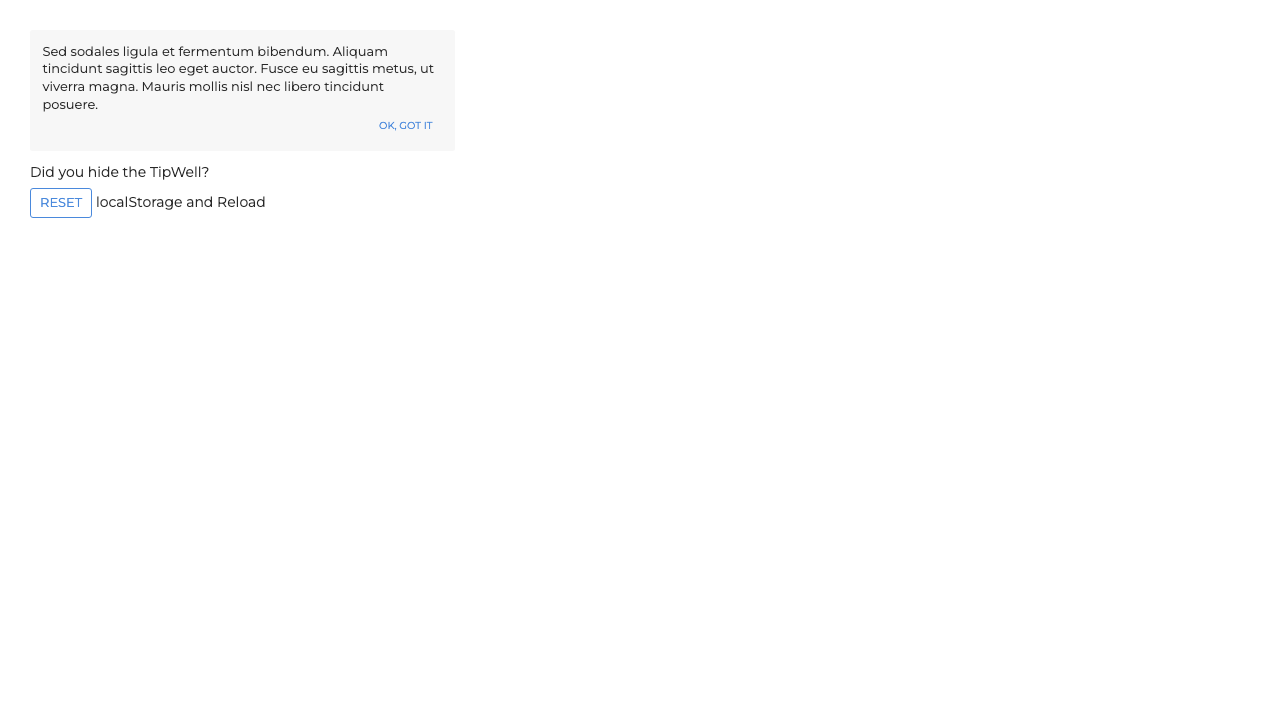 Sed sodales ligula et fermentum bibendum. Aliquam
tincidunt sagittis leo eget auctor. Fusce eu sagittis metus, ut
viverra magna. Mauris mollis nisl nec libero tincidunt
posuere.
OK, GOT IT
Did you hide the TipWell?
RESET localStorage and Reload